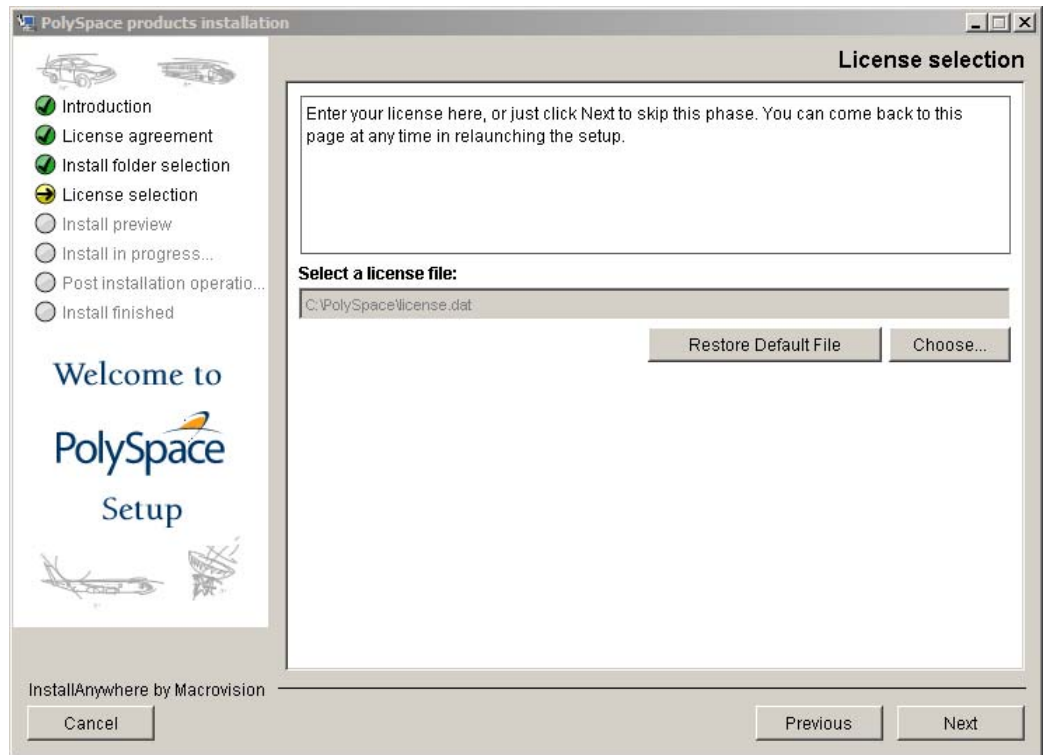 PolySpace products installation
License selection
Introduction
License agreement
Install folder selection
License selection
Install preview
Install in progress...
Post installation operatio...
Install finished
Welcome to
PolySpace
Setup
Enter your license here, or just click Next to skip this phase. You can come back to this
page at any time in relaunching the setup.
Select a license file:
C:\PolySpace\license.dat
Restore Default File
Choose...
InstallAnywhere by Macrovision
Cancel
Previous
Next